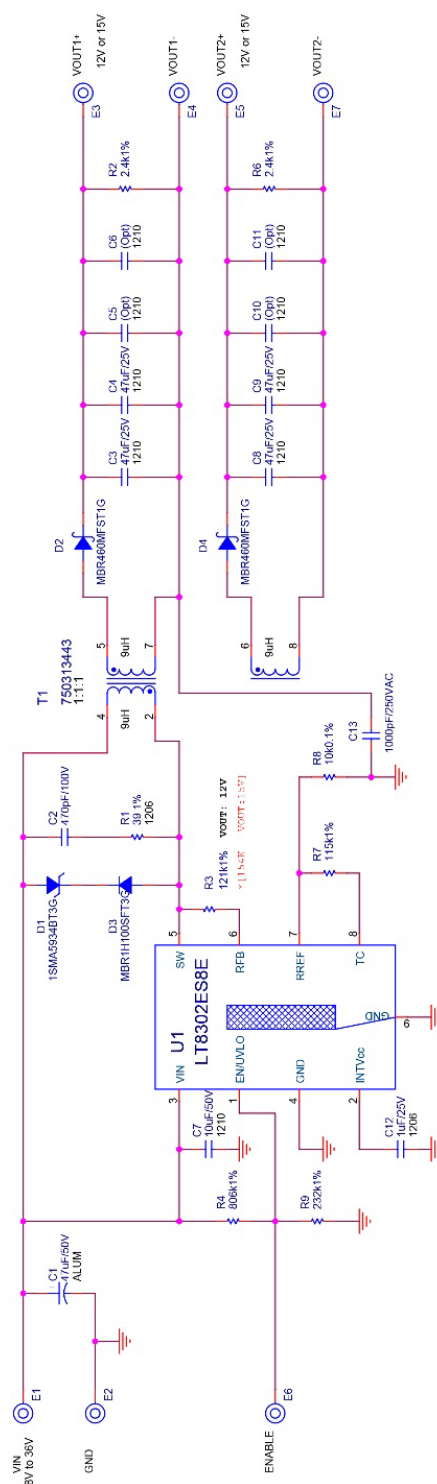 VIN
8V to 36V
E1
GND
E2
C1
47uF/50V
ALUM
ENABLE
E6
R4
806k1%
R9
232k1%
C7
10uF/50V
1210
C12
1uF/25V
1206
U1
LT8302ES8E
VIN
3
EN/UVLO
1
GND
4
INTVcc
2
GND
9
SW
5
RFB
6
RREF
7
TC
8
D1
1SMA5934BT3G
D3
MBR1H100SFT3G
C2
470pF/100V
R1
39 1%
1206
R3
121k1%
VOUT: 12V
*[154K VOUT:15V]
R7
115k1%
R8
10k0.1%
C13
1000pF/250VAC
T1
750313443
1:1:1
4
2
9uH
9uH
5
7
6
8
9uH
D2
MBR460MFST1G
D4
MBR460MFST1G
C3
47uF/25V
1210
C4
47uF/25V
1210
C5
(Opt)
1210
C6
(Opt)
1210
R2
2.4k1%
C8
47uF/25V
1210
C9
47uF/25V
1210
C10
(Opt)
1210
C11
(Opt)
1210
R6
2.4k1%
VOUT1+
12V or 15V
E3
VOUT1-
E4
VOUT2+
12V or 15V
E5
VOUT2-
E7